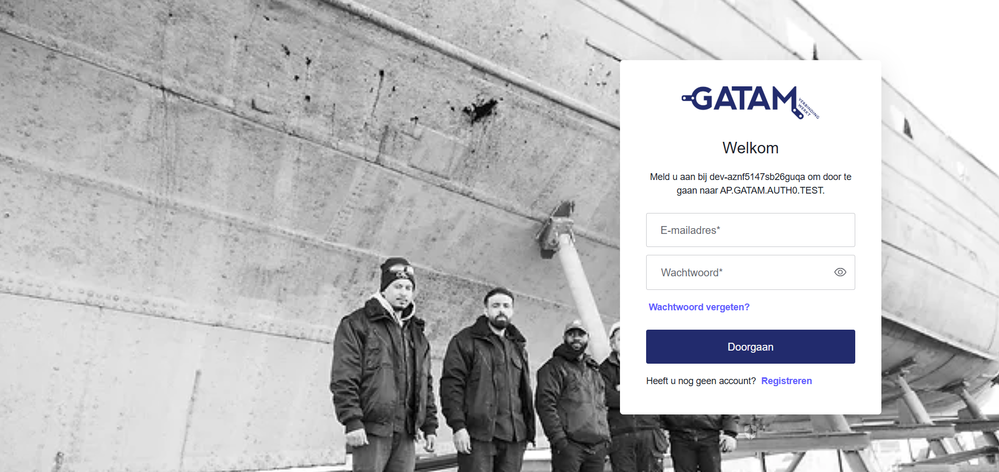 GATAM
VERBINDING
WERKT
Welkom
Meld u aan bij dev-aznf5147sb26guqa om door te
gaan naar AP.GATAM.AUTH0.TEST.
E-mailadres*
Wachtwoord*
Wachtwoord vergeten?
Doorgaan
Heeft u nog geen account? Registreren